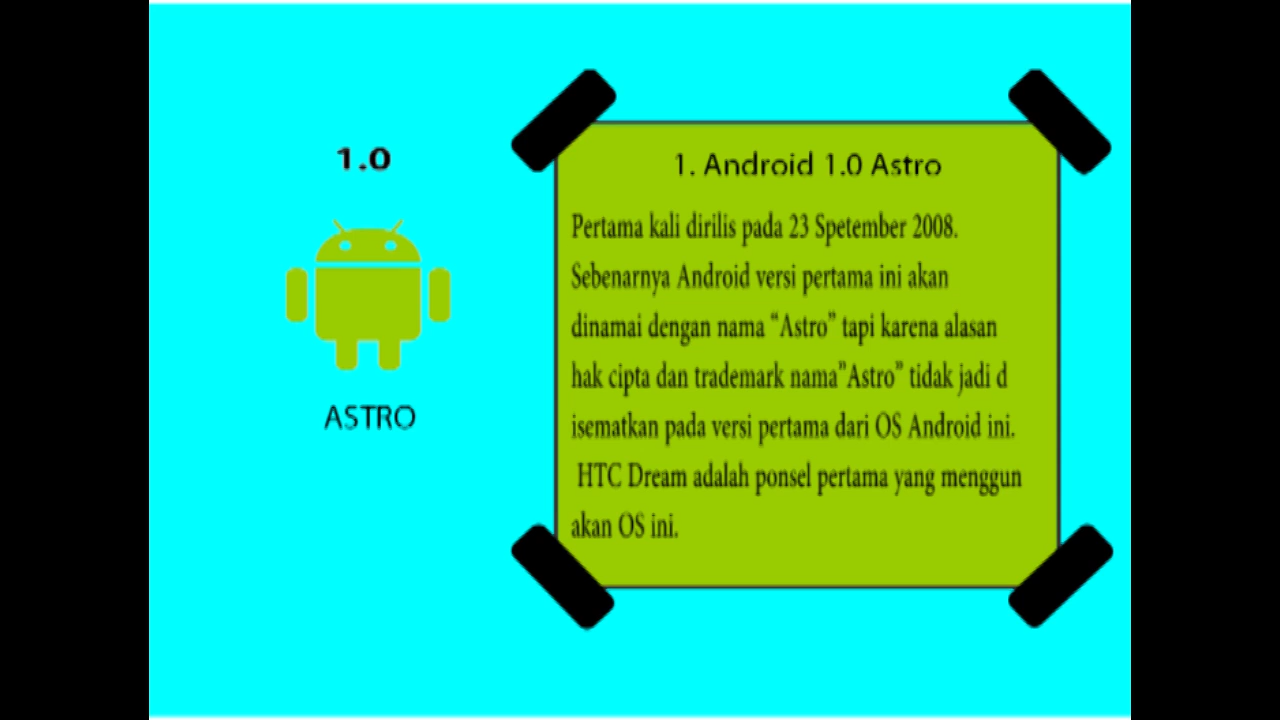 1.0
ASTRO
1. Android 1.0 Astro
Pertama kali dirilis pada 23 Spetember 2008.
Sebenarnya Android versi pertama ini akan
dinamai dengan nama “Astro” tapi karena alasan
hak cipta dan trademark nama”Astro” tidak jadi d
isematkan pada versi pertama dari OS Android ini.
HTC Dream adalah ponsel pertama yang menggun
akan OS ini.